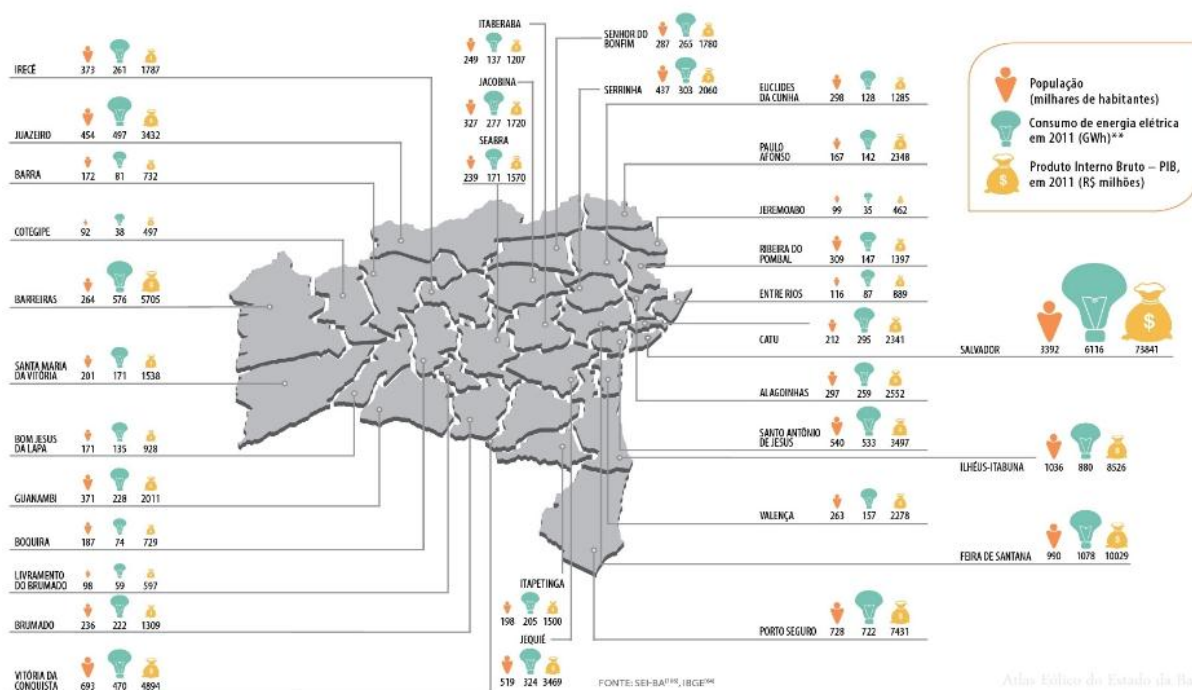 ITABERABA
249 137 1207
SENHOR DO
BONFIM
287 265 1780
IRECÊ
373 261 1787
JACOBINA
327 277 1720
SERRINHA
437 303 2060
EUCLIDES
DA CUNHA
298 128 1285
População
(milhares de habitantes)
Consumo de energia elétrica
em 2011 (GWh)**
Produto Interno Bruto – PIB,
em 2011 (R$ milhões)
JUAZEIRO
454 497 3432
SEABRA
239 171 1570
PAULO
AFONSO
167 142 2348
BARRA
172 81 732
JEREMOABO
99 35 462
COTEGIPE
92 38 497
RIBEIRA DO
POMBAL
309 147 1397
BARREIRAS
264 576 5705
ENTRE RIOS
116 87 889
CATU
212 295 2341
SALVADOR
3392 6116 73841
SANTA MARIA
DA VITÓRIA
201 171 1538
ALAGOINHAS
297 259 2552
BOM JESUS
DA LAPA
171 135 928
SANTO ANTÔNIO
DE JESUS
540 533 3497
ILHÉUS-ITABUNA
1036 880 8526
GUANAMBI
371 228 2011
VALENÇA
263 157 2278
BOQUIRA
187 74 729
FEIRA DE SANTANA
990 1078 10029
LIVRAMENTO
DO BRUMADO
98 59 597
ITAPETINGA
198 205 1500
BRUMADO
236 222 1309
PORTO SEGURO
728 722 7431
JEQUIÉ
519 324 3469
VITÓRIA DA
CONQUISTA
693 470 4894
FONTE: SEI-BA, IBGE
Atlas Eólico do Estado da Ba